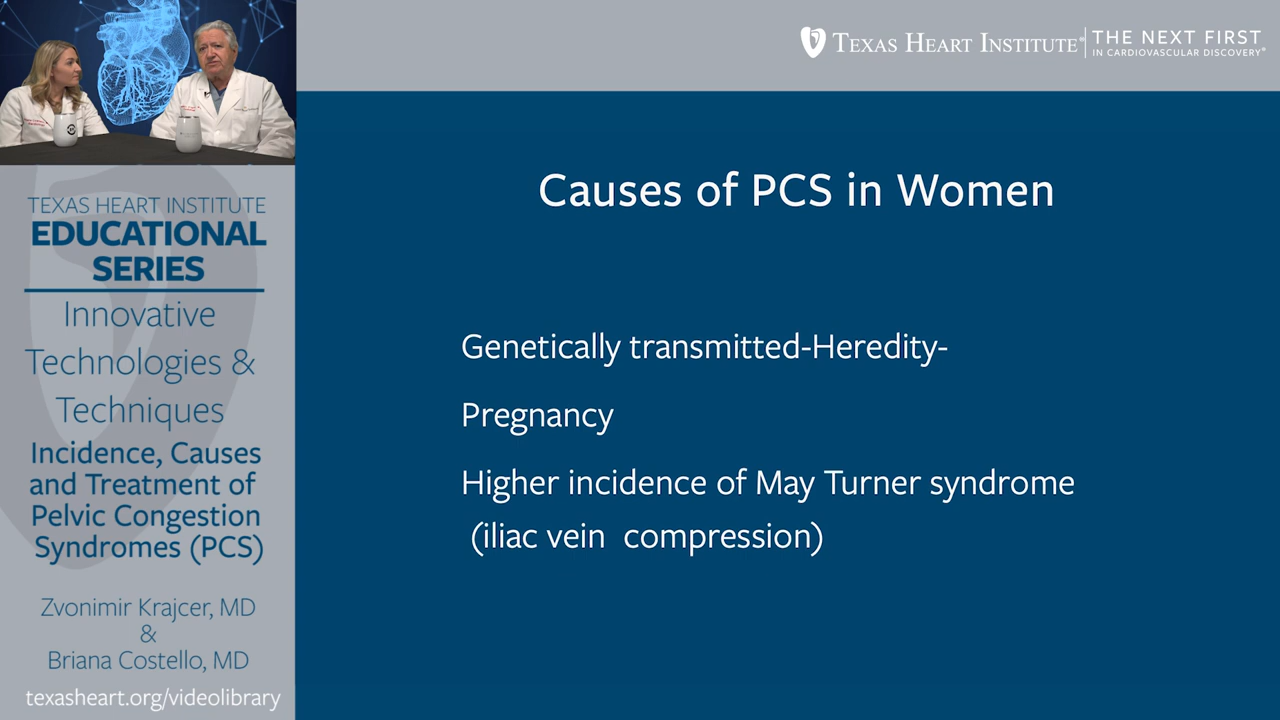 TEXAS HEART INSTITUTE® THE NEXT FIRST
IN CARDIOVASCULAR DISCOVERY®
TEXAS HEART INSTITUTE
EDUCATIONAL
SERIES
Innovative
Technologies &
Techniques
Incidence, Causes
and Treatment of
Pelvic Congestion
Syndromes (PCS)
Zvonimir Krajcer, MD
&
Briana Costello, MD
texasheart.org/videolibrary
Causes of PCS in Women
Genetically transmitted-Heredity-
Pregnancy
Higher incidence of May Turner syndrome
(iliac vein compression)